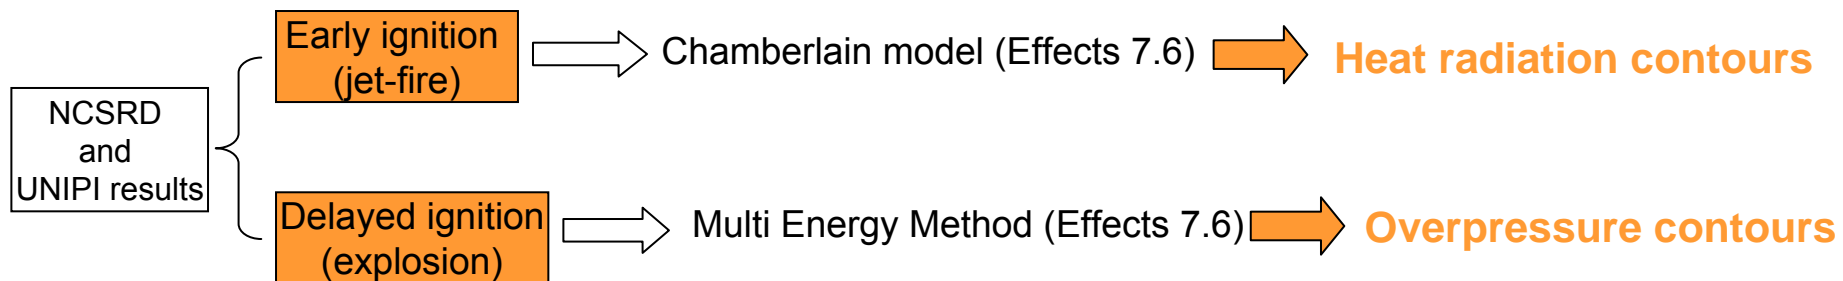 NCSRD
and
UNIPI results
Early ignition
(jet-fire)
Chamberlain model (Effects 7.6)
Heat radiation contours
Delayed ignition
(explosion)
Multi Energy Method (Effects 7.6)
Overpressure contours